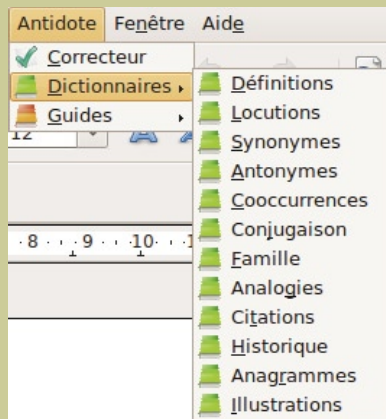 Antidote Fenêtre Aide
Correcteur
Dictionnaires
Guides
12
Définitions
Locutions
Synonymes
Antonymes
Cooccurrences
Conjugaison
Famille
Analogies
Citations
Historique
Anagrammes
Illustrations
8 9 10 1